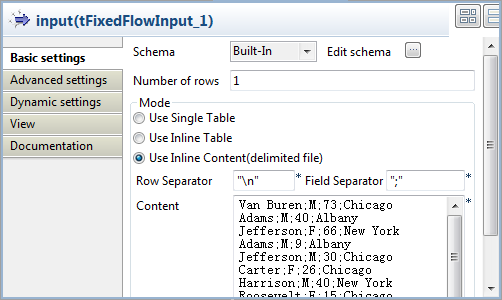 input(tFixedFlowInput_1)
Basic settings
Advanced settings
Dynamic settings
View
Documentation
Schema Built-In Edit schema ...
Number of rows 1
Mode
Use Single Table
Use Inline Table
Use Inline Content(delimited file)
Row Separator "\n" * Field Separator ";" *
Content
Van Buren;M;73;Chicago *
Adams;M;40;Albany
Jefferson;F;66;New York
Adams;M;9;Albany
Jefferson;M;30;Chicago
Carter;F;26;Chicago
Harrison;M;40;New York
Roosevelt;F;15;Chicago